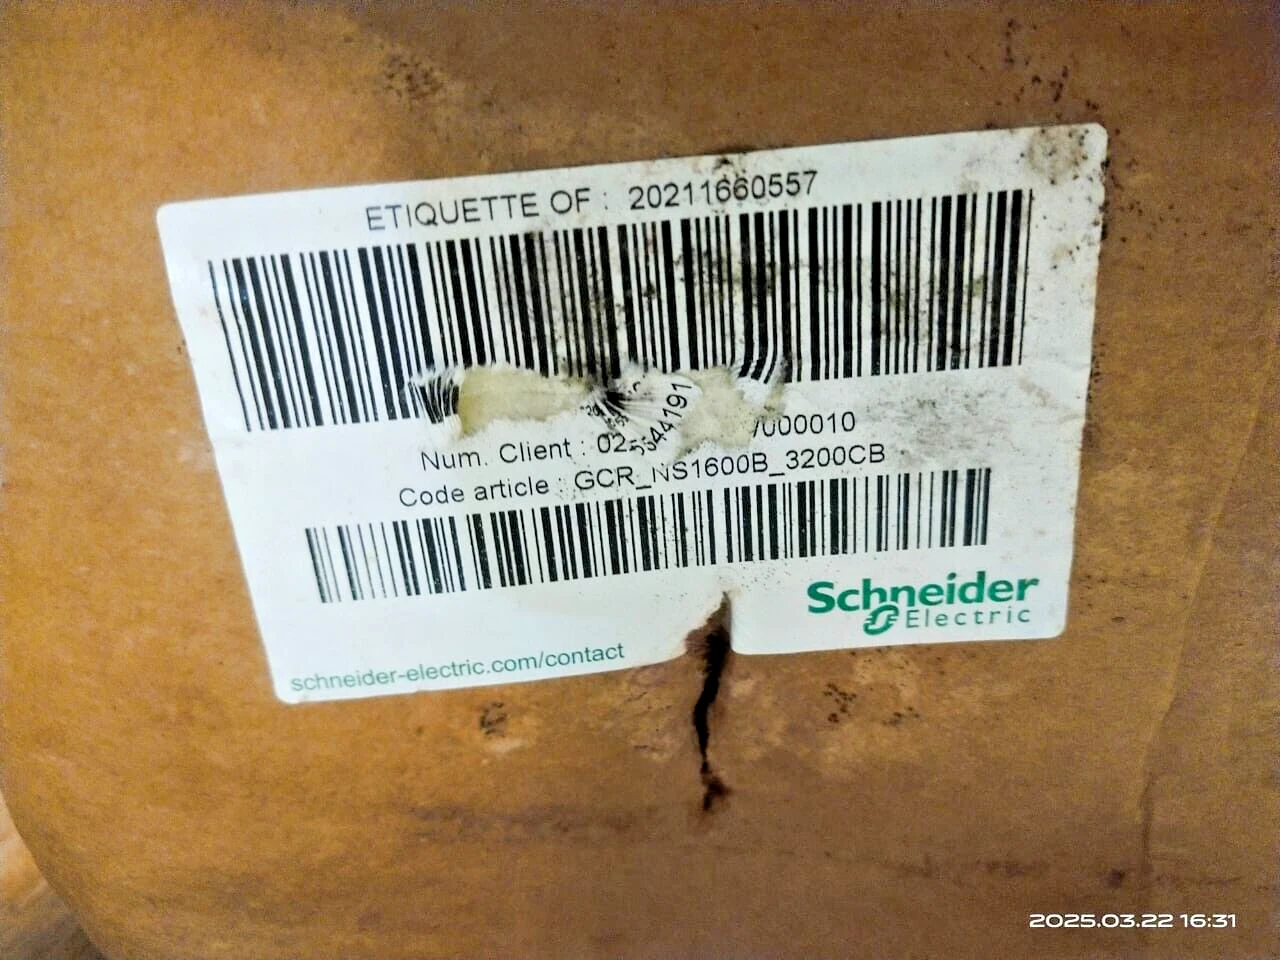 ETIQUETTE OF : 20211660557
Num. Client :
Code article : GCR_NS1600B_3200CB
Schneider
Electric
schneider-electric.com/contact
2025.03.22 16:31